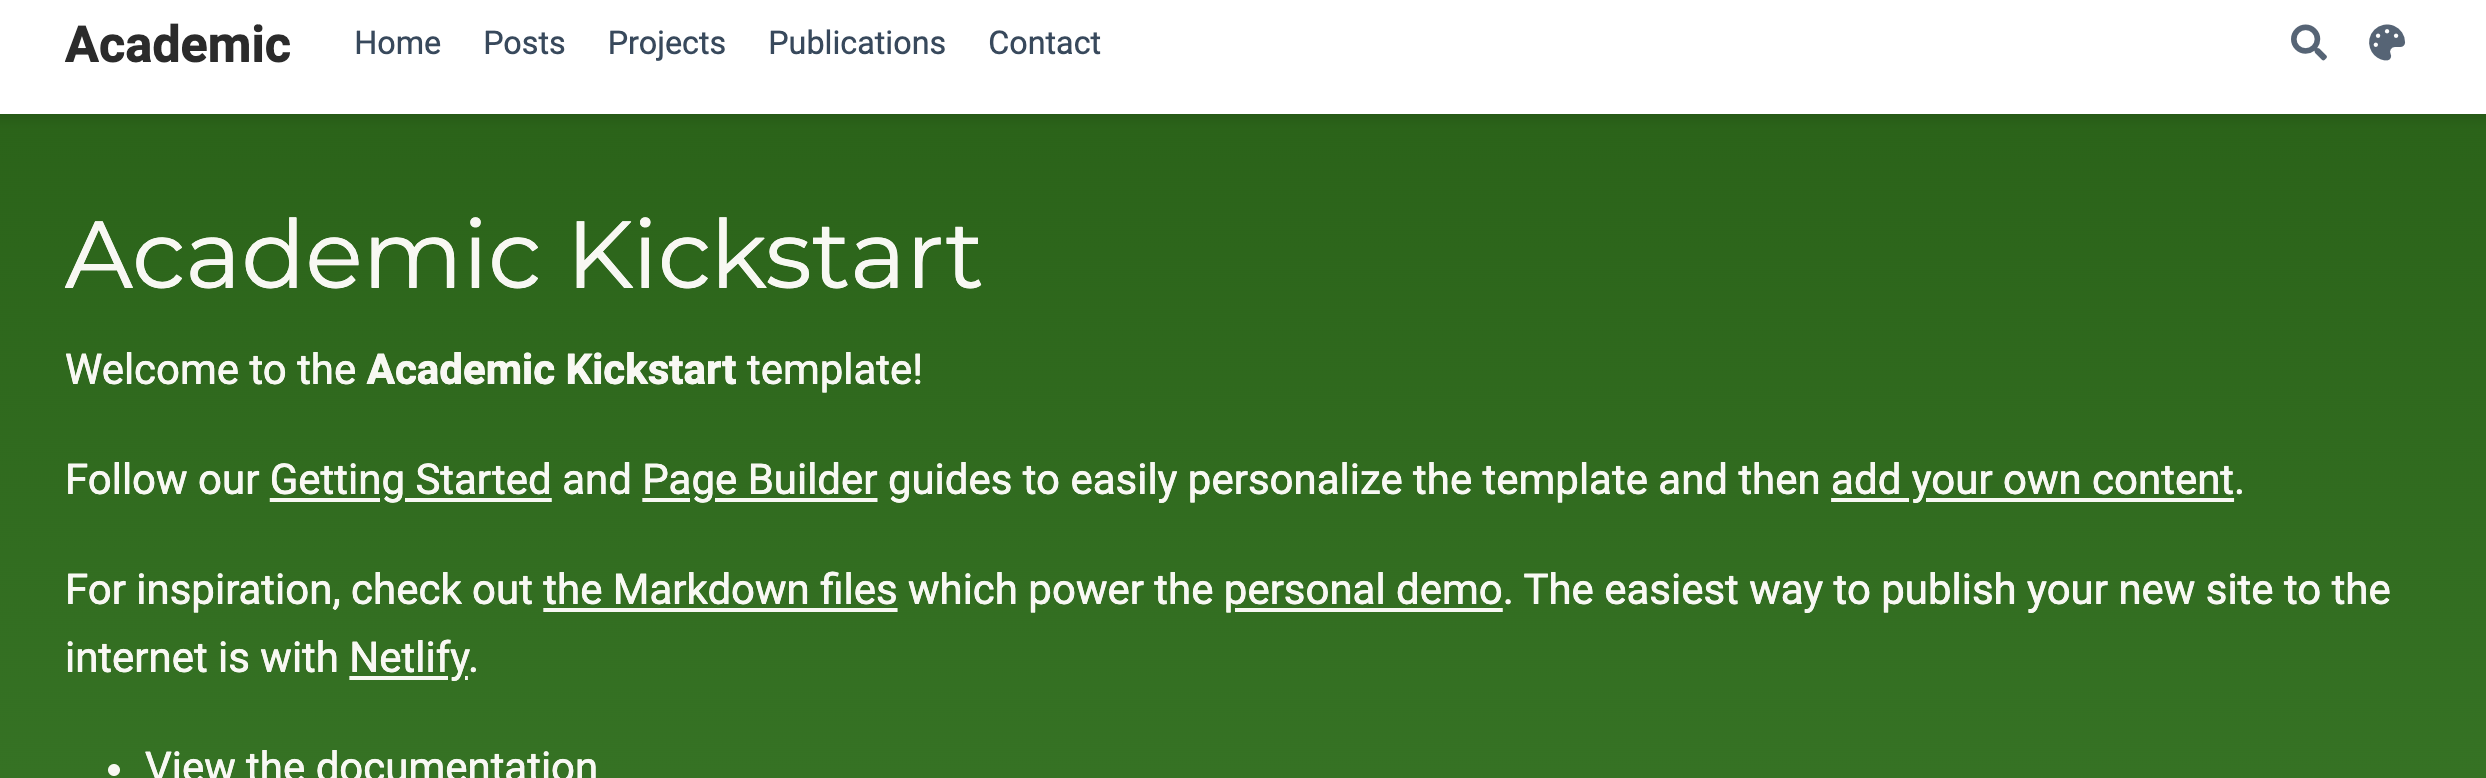 Academic Home Posts Projects Publications Contact
Academic Kickstart
Welcome to the Academic Kickstart template!
Follow our Getting Started and Page Builder guides to easily personalize the template and then add your own content.
For inspiration, check out the Markdown files which power the personal demo. The easiest way to publish your new site to the
internet is with Netlify.
• View the documentation